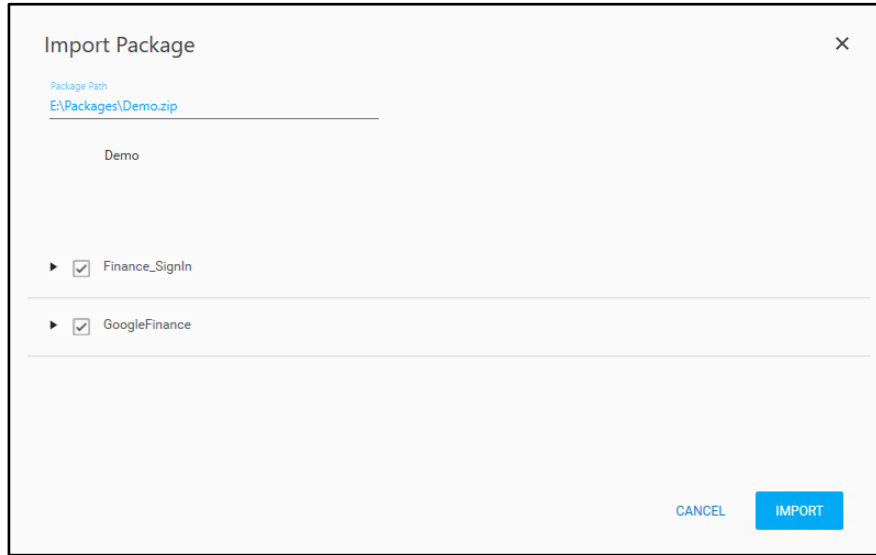 Import Package
Package Path
E:\Packages\Demo.zip
Demo
Finance_SignIn
GoogleFinance
CANCEL IMPORT